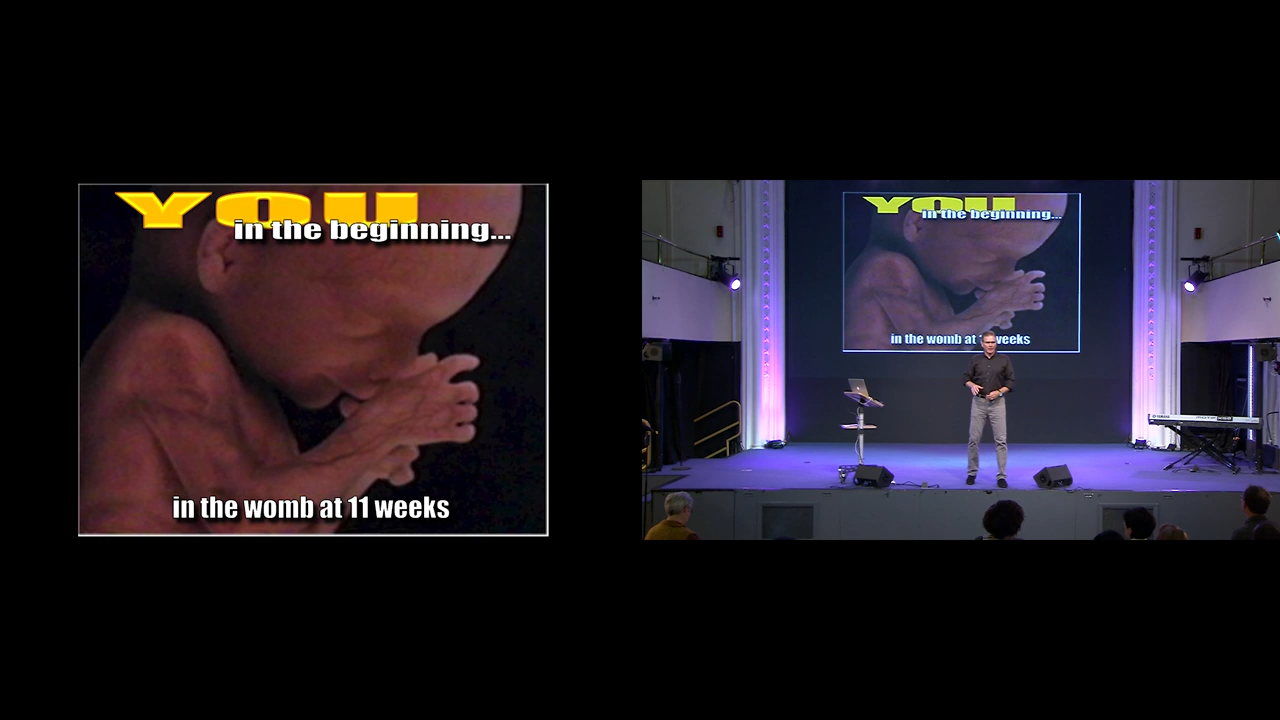 YOU
in the beginning...
in the womb at 11 weeks
YOU
in the beginning...
in the womb at weeks
YAMAHA